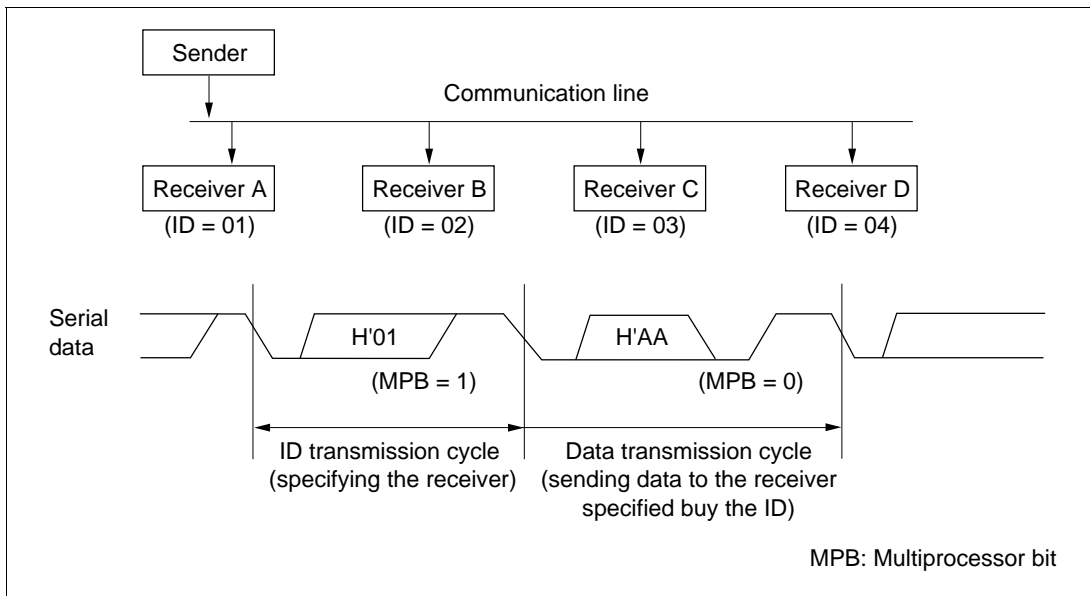 Sender
Communication line
Receiver A
Receiver B
Receiver C
Receiver D
(ID = 01)
(ID = 02)
(ID = 03)
(ID = 04)
Serial
data
H'01
H'AA
(MPB = 1)
(MPB = 0)
ID transmission cycle
(specifying the receiver)
Data transmission cycle
(sending data to the receiver
specified buy the ID)
MPB: Multiprocessor bit